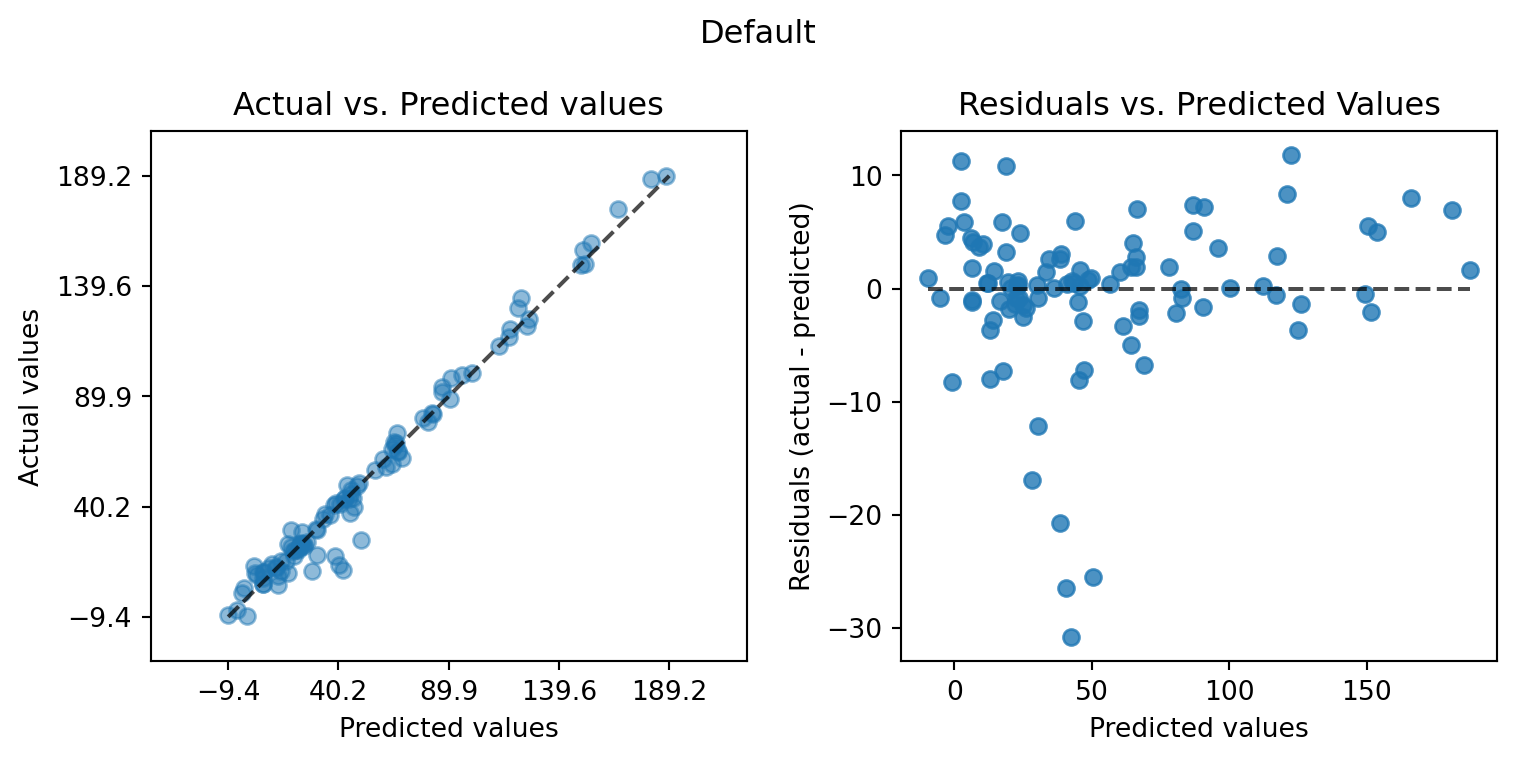 Default
Actual vs. Predicted values
Actual values
189.2
139.6
89.9
40.2
−9.4
−9.4 40.2 89.9 139.6 189.2
Predicted values
Residuals vs. Predicted Values
Residuals (actual - predicted)
10
0
−10
−20
−30
0 50 100 150
Predicted values